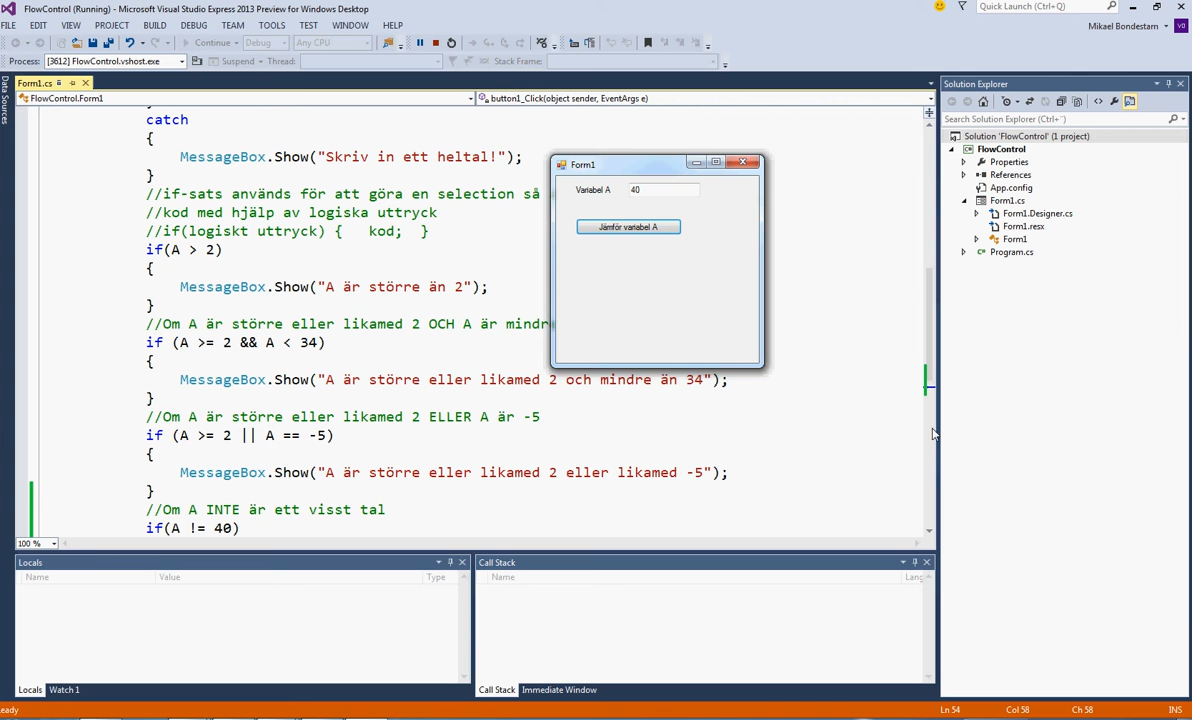 FlowControl (Running) - Microsoft Visual Studio Express 2013 Preview for Windows Desktop
Quick Launch (Ctrl+Q)
FILE EDIT VIEW PROJECT BUILD DEBUG TEAM TOOLS TEST WINDOW HELP
Mikael Bondestam
Continue Debug Any CPU
Process: [3612] FlowControl.vshost.exe Suspend Thread: Stack Frame:
Data Sources
Form1.cs
FlowControl.Form1
button1_Click(object sender, EventArgs e)
catch
{
MessageBox.Show("Skriv in ett heltal!");
}
//if-sats används för att göra en selection så
//kod med hjälp av logiska uttryck
//if(logiskt uttryck) { kod; }
if(A > 2)
{
MessageBox.Show("A är större än 2");
}
//Om A är större eller likamed 2 OCH A är mindre
if (A >= 2 && A < 34)
{
MessageBox.Show("A är större eller likamed 2 och mindre än 34");
}
//Om A är större eller likamed 2 ELLER A är -5
if (A >= 2 || A == -5)
{
MessageBox.Show("A är större eller likamed 2 eller likamed -5");
}
//Om A INTE är ett visst tal
if(A != 40)
100 %
Form1
Variabel A 40
Jämför variabel A
Solution Explorer
Search Solution Explorer (Ctrl+¨)
Solution 'FlowControl' (1 project)
FlowControl
Properties
References
App.config
Form1.cs
Form1.Designer.cs
Form1.resx
Form1
Program.cs
Locals
Name Value Type
Locals Watch 1
Call Stack
Name Lang
Call Stack Immediate Window
eady
Ln 54 Col 58 Ch 58 INS